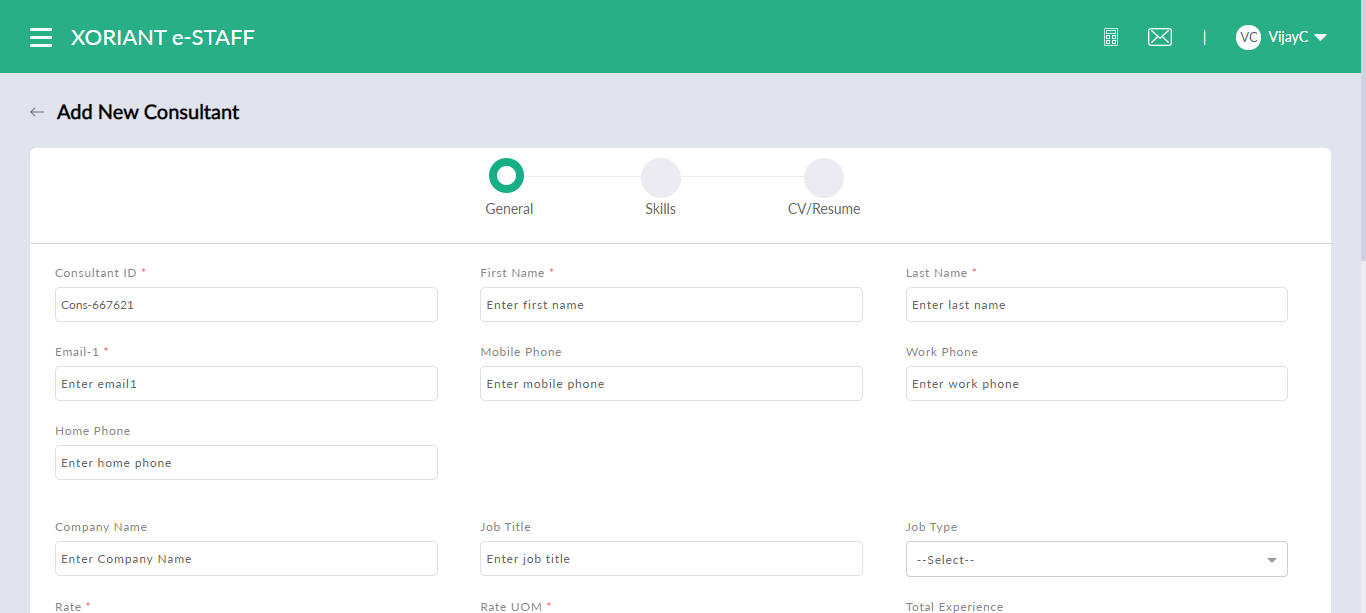 XORIANT e-STAFF
|
VC VijayC
Add New Consultant
General Skills CV/Resume
Consultant ID * First Name * Last Name *
Cons-667621 Enter first name Enter last name
Email-1 * Mobile Phone Work Phone
Enter email1 Enter mobile phone Enter work phone
Home Phone
Enter home phone
Company Name Job Title Job Type
Enter Company Name Enter job title --Select--
Rate * Rate UOM * Total Experience